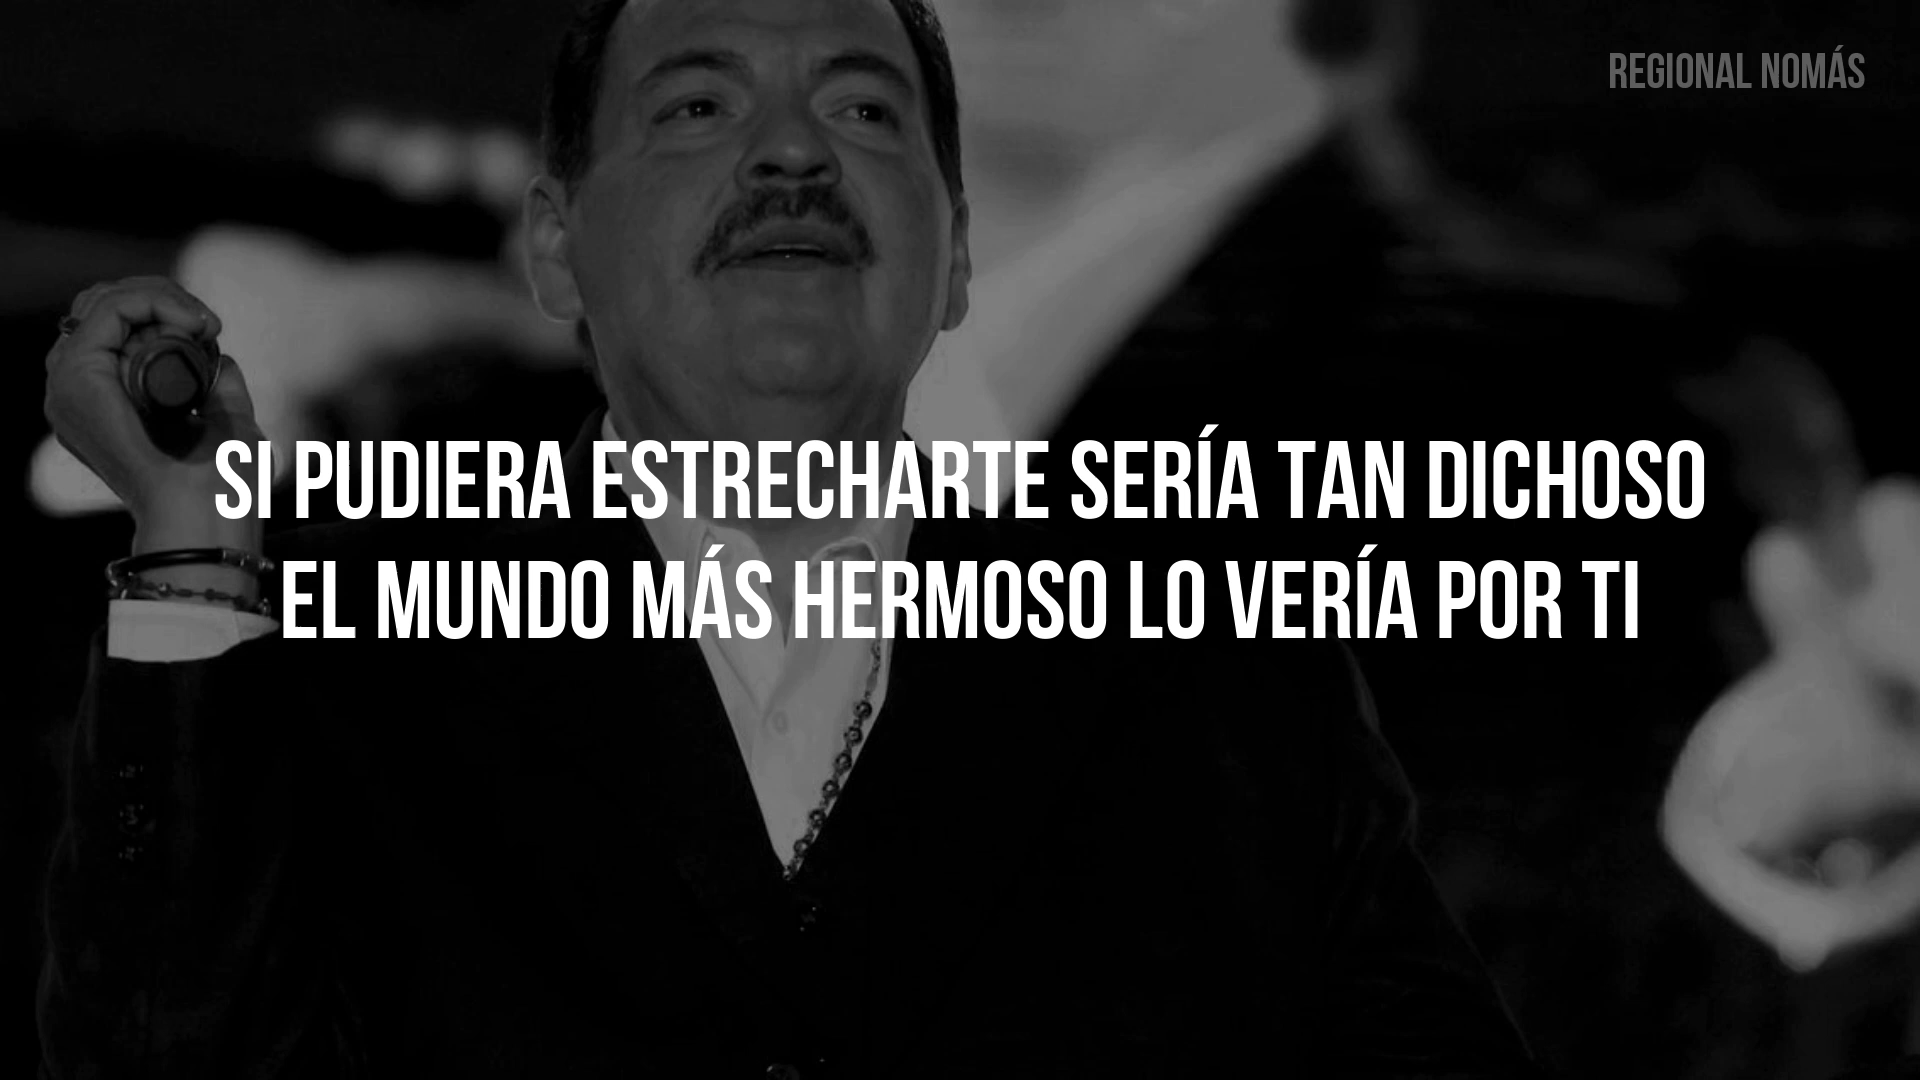 REGIONAL NOMÁS
SI PUDIERA ESTRECHARTE SERÍA TAN DICHOSO
EL MUNDO MÁS HERMOSO LO VERÍA POR TI